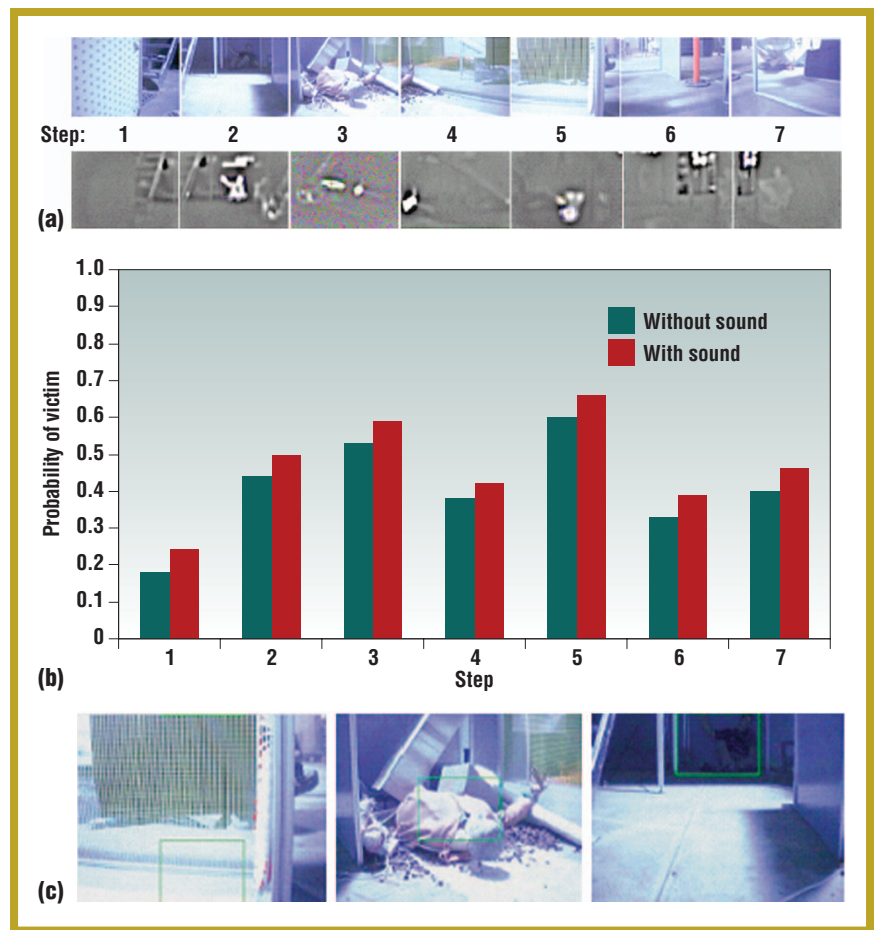 Step: 1 2 3 4 5 6 7
(a)
1.0
0.9
0.8
0.7
0.6
0.5
0.4
0.3
0.2
0.1
0
Probability of victim
Without sound
With sound
1 2 3 4 5 6 7
Step
(b)
(c)